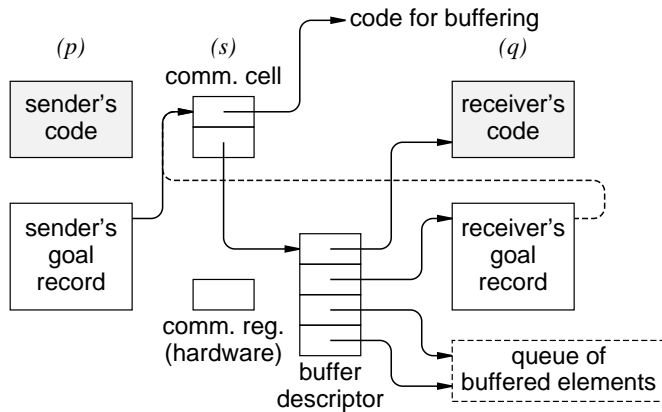 code for buffering
(p)
(s)
(q)
comm. cell
sender's
code
receiver's
code
sender's
goal
record
receiver's
goal
record
comm. reg.
(hardware)
buffer
descriptor
queue of
buffered elements